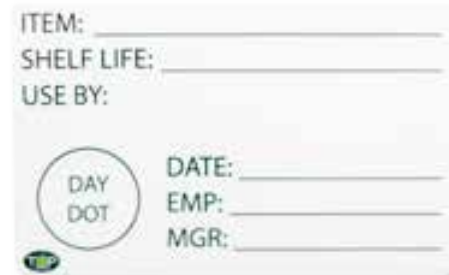 ITEM:
SHELF LIFE:
USE BY:
DAY
DOT
DATE:
EMP:
MGR: